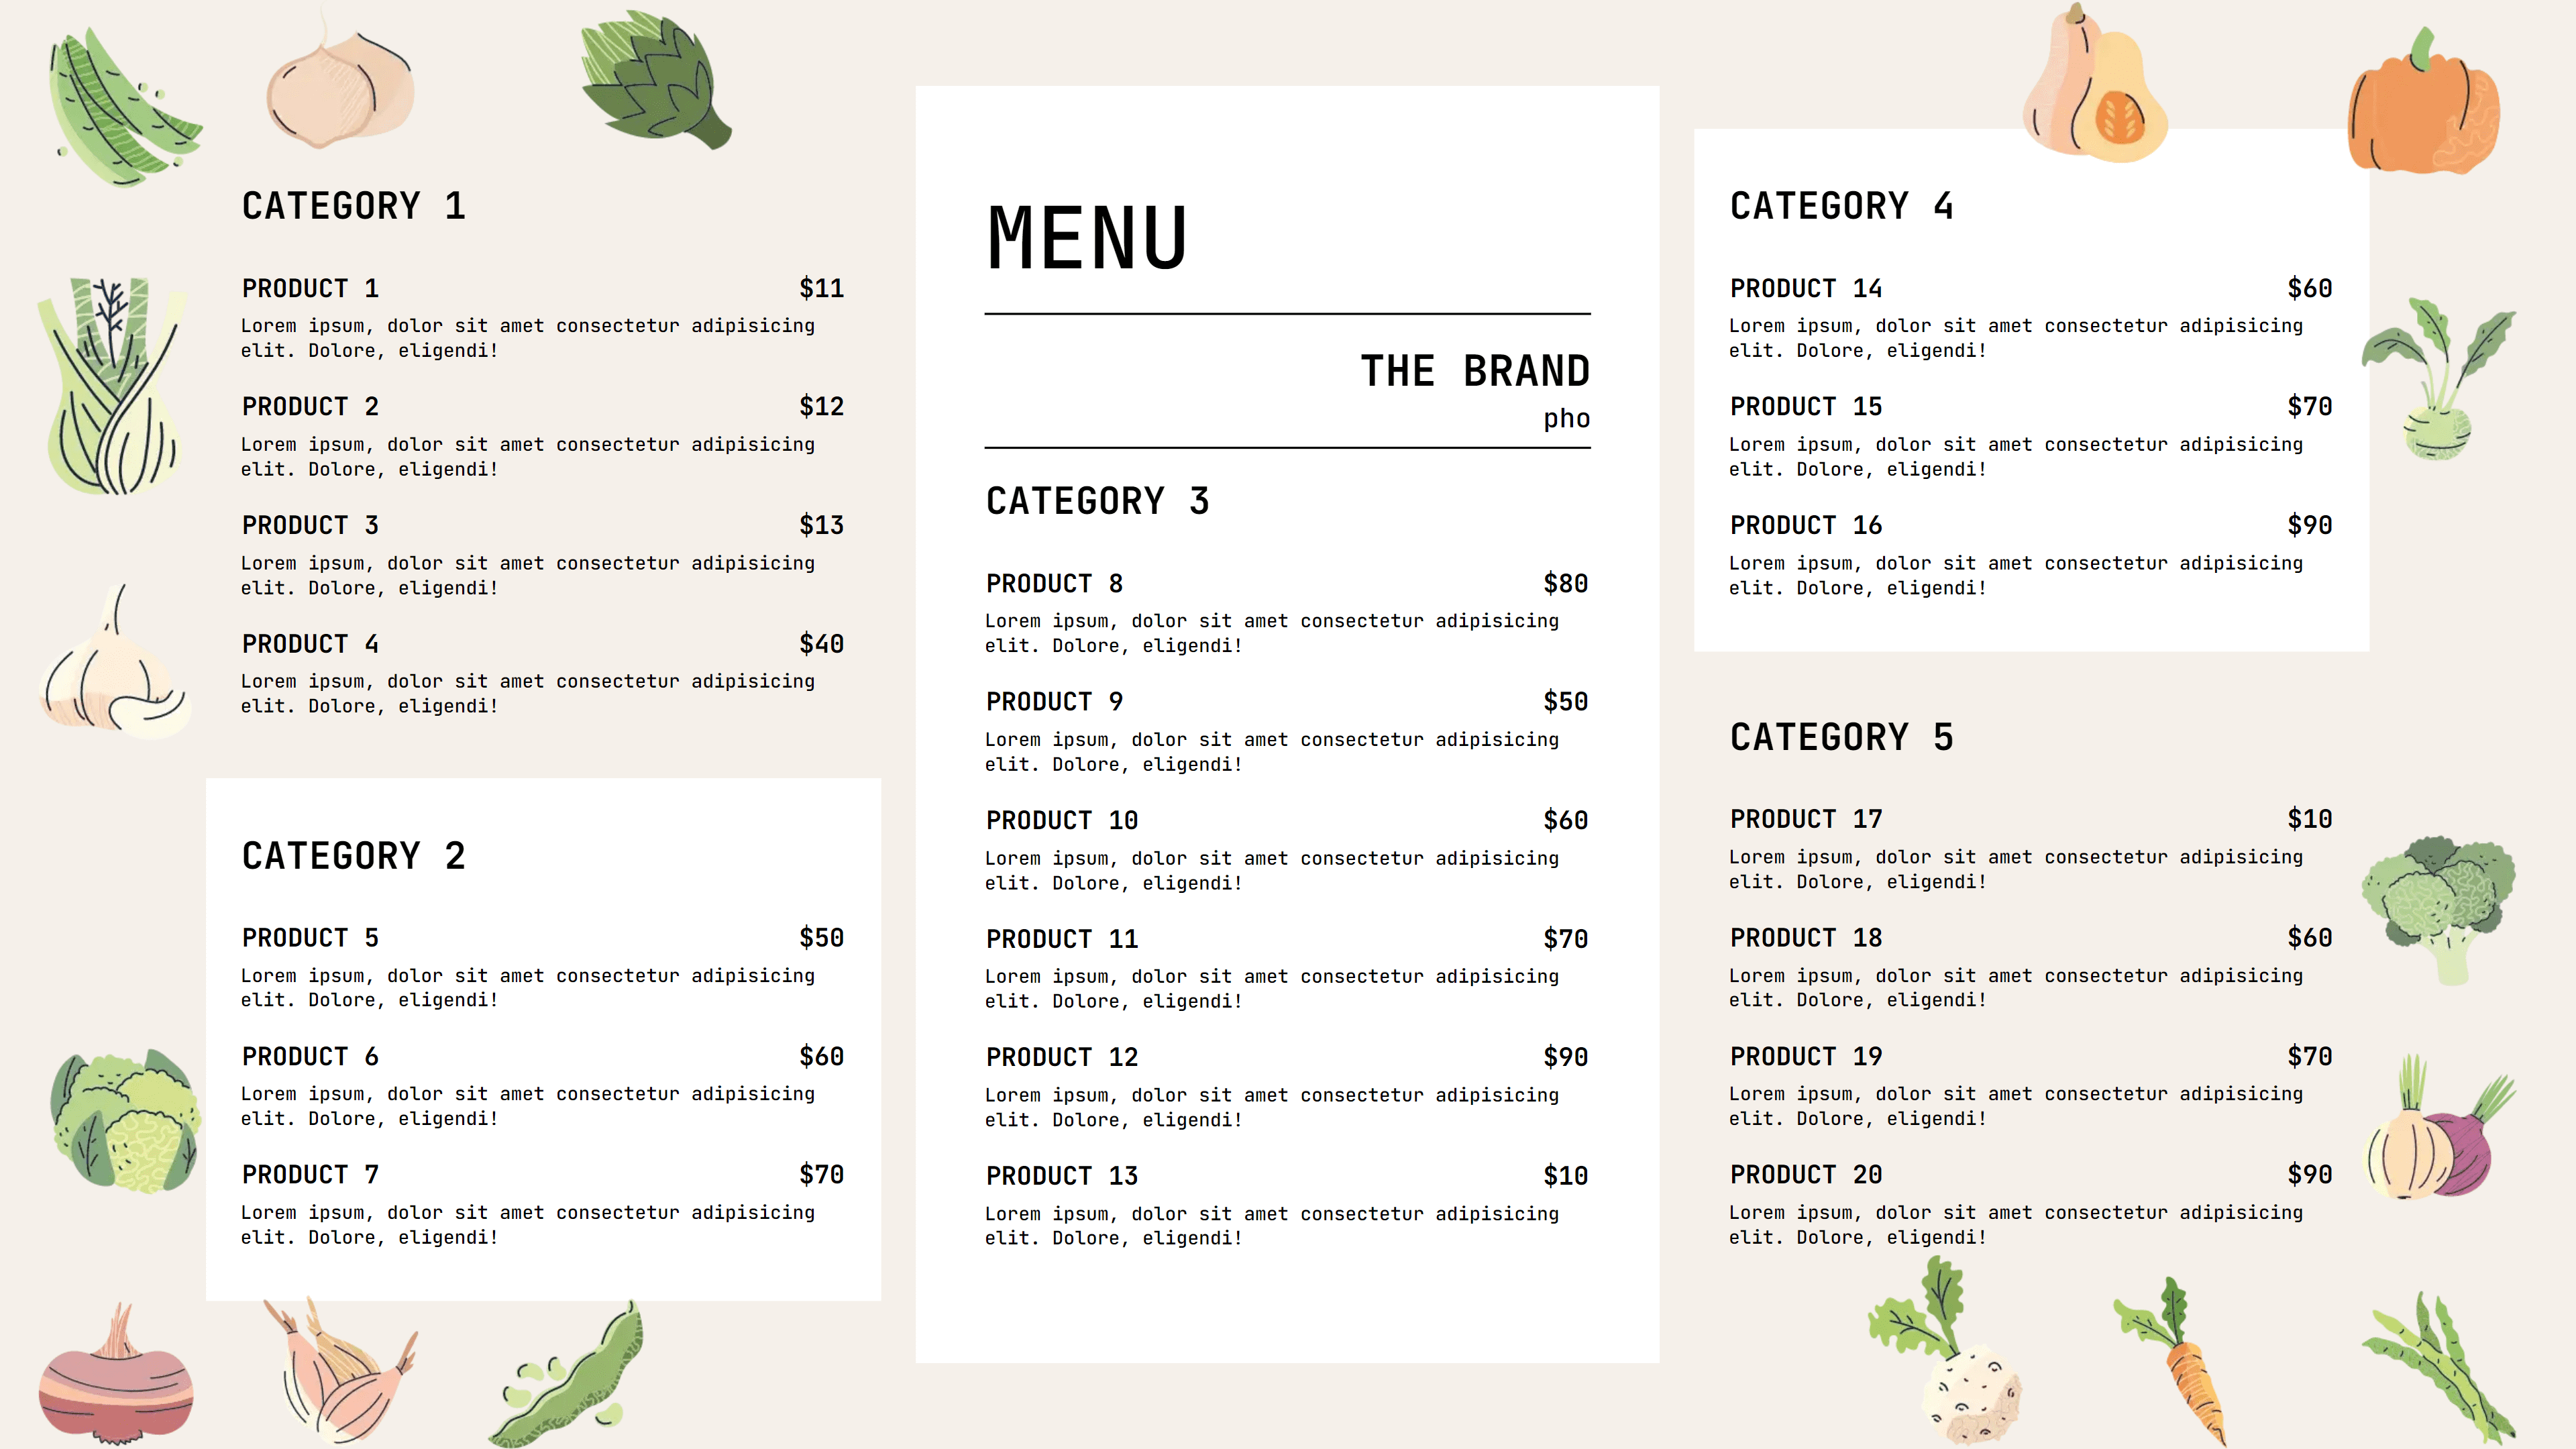 CATEGORY 1
PRODUCT 1 $11
Lorem ipsum, dolor sit amet consectetur adipisicing
elit. Dolore, eligendi!
PRODUCT 2 $12
Lorem ipsum, dolor sit amet consectetur adipisicing
elit. Dolore, eligendi!
PRODUCT 3 $13
Lorem ipsum, dolor sit amet consectetur adipisicing
elit. Dolore, eligendi!
PRODUCT 4 $40
Lorem ipsum, dolor sit amet consectetur adipisicing
elit. Dolore, eligendi!
CATEGORY 2
PRODUCT 5 $50
Lorem ipsum, dolor sit amet consectetur adipisicing
elit. Dolore, eligendi!
PRODUCT 6 $60
Lorem ipsum, dolor sit amet consectetur adipisicing
elit. Dolore, eligendi!
PRODUCT 7 $70
Lorem ipsum, dolor sit amet consectetur adipisicing
elit. Dolore, eligendi!
MENU
THE BRAND
pho
CATEGORY 3
PRODUCT 8 $80
Lorem ipsum, dolor sit amet consectetur adipisicing
elit. Dolore, eligendi!
PRODUCT 9 $50
Lorem ipsum, dolor sit amet consectetur adipisicing
elit. Dolore, eligendi!
PRODUCT 10 $60
Lorem ipsum, dolor sit amet consectetur adipisicing
elit. Dolore, eligendi!
PRODUCT 11 $70
Lorem ipsum, dolor sit amet consectetur adipisicing
elit. Dolore, eligendi!
PRODUCT 12 $90
Lorem ipsum, dolor sit amet consectetur adipisicing
elit. Dolore, eligendi!
PRODUCT 13 $10
Lorem ipsum, dolor sit amet consectetur adipisicing
elit. Dolore, eligendi!
CATEGORY 4
PRODUCT 14 $60
Lorem ipsum, dolor sit amet consectetur adipisicing
elit. Dolore, eligendi!
PRODUCT 15 $70
Lorem ipsum, dolor sit amet consectetur adipisicing
elit. Dolore, eligendi!
PRODUCT 16 $90
Lorem ipsum, dolor sit amet consectetur adipisicing
elit. Dolore, eligendi!
CATEGORY 5
PRODUCT 17 $10
Lorem ipsum, dolor sit amet consectetur adipisicing
elit. Dolore, eligendi!
PRODUCT 18 $60
Lorem ipsum, dolor sit amet consectetur adipisicing
elit. Dolore, eligendi!
PRODUCT 19 $70
Lorem ipsum, dolor sit amet consectetur adipisicing
elit. Dolore, eligendi!
PRODUCT 20 $90
Lorem ipsum, dolor sit amet consectetur adipisicing
elit. Dolore, eligendi!